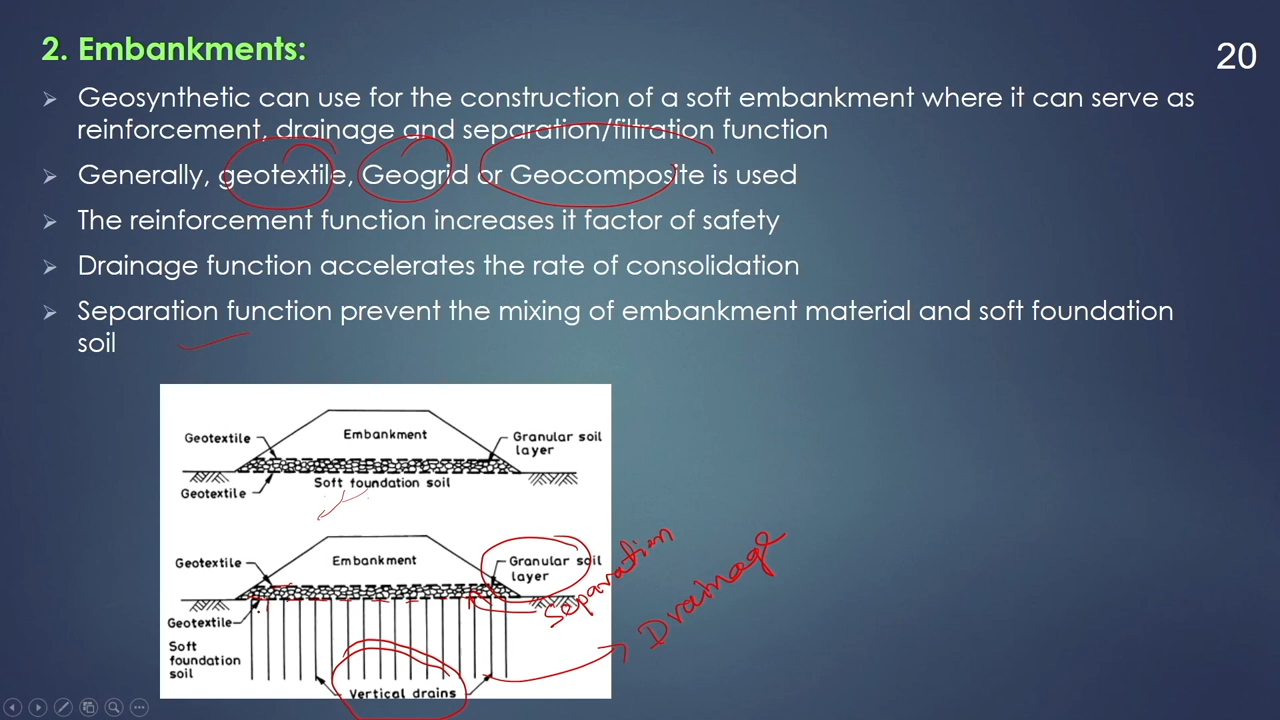 2. Embankments:
20
Geosynthetic can use for the construction of a soft embankment where it can serve as
reinforcement, drainage and separation/filtration function
Generally, geotextile, Geogrid or Geocomposite is used
The reinforcement function increases it factor of safety
Drainage function accelerates the rate of consolidation
Separation function prevent the mixing of embankment material and soft foundation
soil
Geotextile
Embankment
Granular soil
layer
Geotextile
Soft foundation soil
Geotextile
Embankment
Granular soil
layer
Separation
Drainage
Geotextile
Soft
foundation
soil
Vertical drains